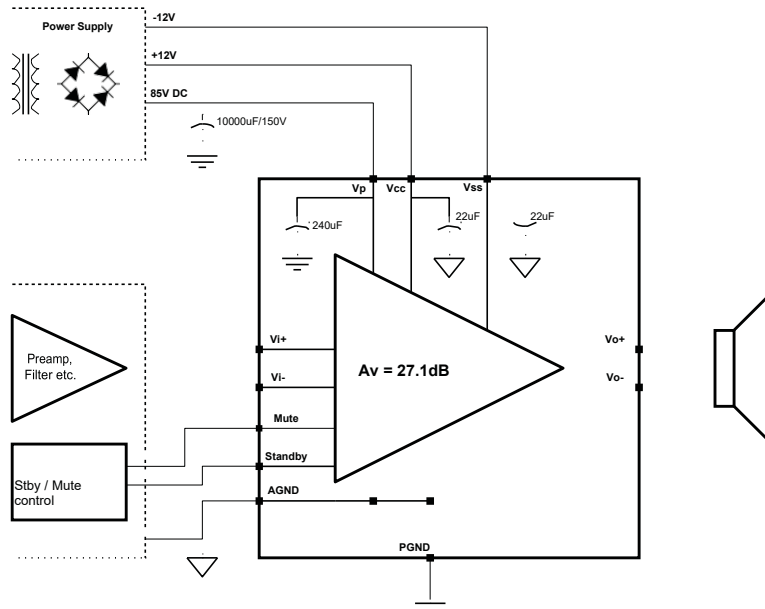 Power Supply
-12V
+12V
85V DC
10000uF/150V
Vp
Vcc
Vss
240uF
22uF
22uF
Vi+
Vi-
Mute
Standby
AGND
Av = 27.1dB
Vo+
Vo-
PGND
Preamp,
Filter etc.
Stby / Mute
control